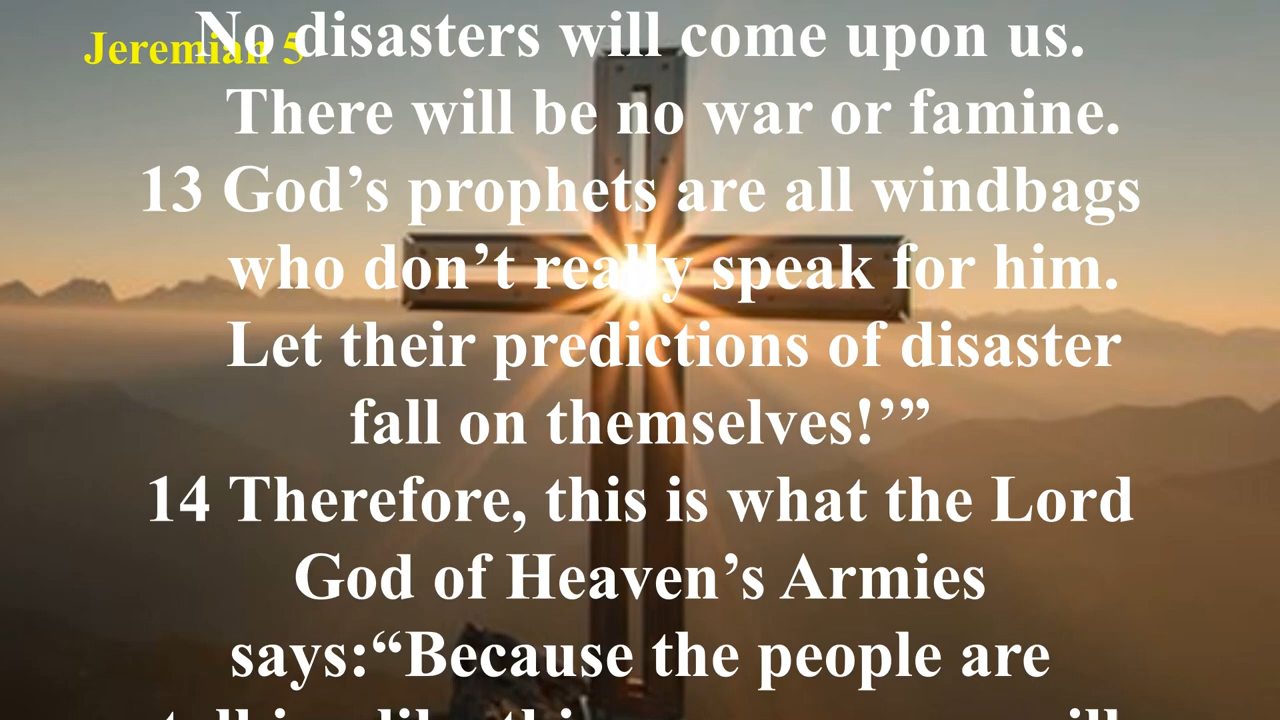 Jeremiah 5
No disasters will come upon us.
There will be no war or famine.
13 God’s prophets are all windbags
who don’t really speak for him.
Let their predictions of disaster
fall on themselves!’”
14 Therefore, this is what the Lord
God of Heaven’s Armies
says:“Because the people are